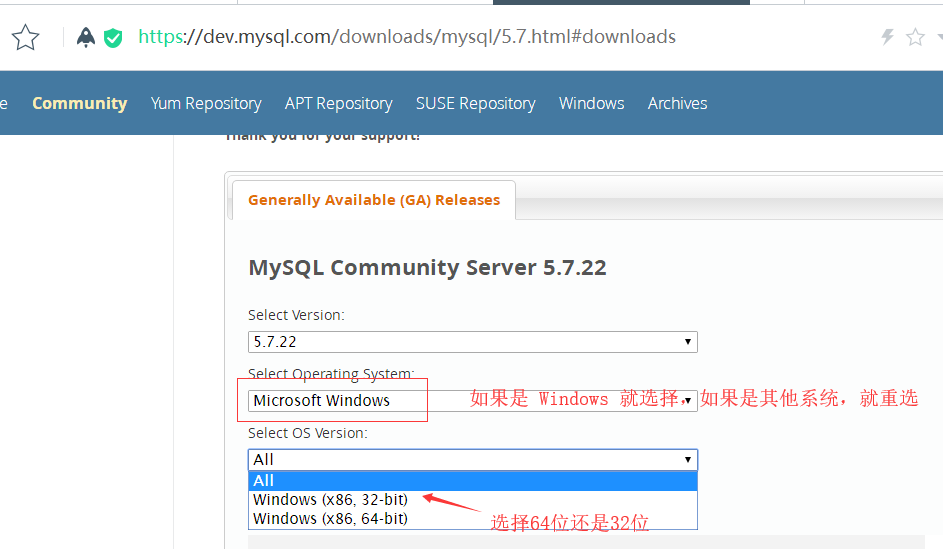 https://dev.mysql.com/downloads/mysql/5.7.html#downloads
e Community Yum Repository APT Repository SUSE Repository Windows Archives
Thank you for your support!
Generally Available (GA) Releases
MySQL Community Server 5.7.22
Select Version:
5.7.22
Select Operating System:
Microsoft Windows
如果是 Windows 就选择，如果是其他系统，就重选
Select OS Version:
All
All
Windows (x86, 32-bit)
Windows (x86, 64-bit)
选择64位还是32位